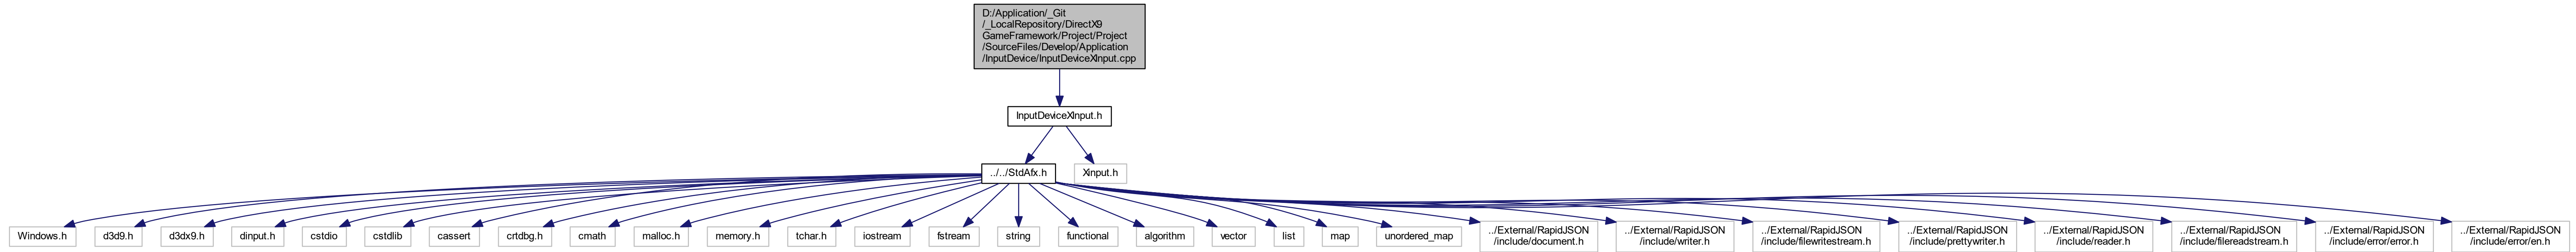 D:/Application/_Git
/_LocalRepository/DirectX9
GameFramework/Project/Project
/SourceFiles/Develop/Application
/InputDevice/InputDeviceXInput.cpp
InputDeviceXInput.h
../../StdAfx.h
Xinput.h
Windows.h
d3d9.h
d3dx9.h
dinput.h
cstdio
cstdlib
cassert
crtdbg.h
cmath
malloc.h
memory.h
tchar.h
iostream
fstream
string
functional
algorithm
vector
list
map
unordered_map
../External/RapidJSON
/include/document.h
../External/RapidJSON
/include/writer.h
../External/RapidJSON
/include/filewritestream.h
../External/RapidJSON
/include/prettywriter.h
../External/RapidJSON
/include/reader.h
../External/RapidJSON
/include/filereadstream.h
../External/RapidJSON
/include/error/error.h
../External/RapidJSON
/include/error/en.h